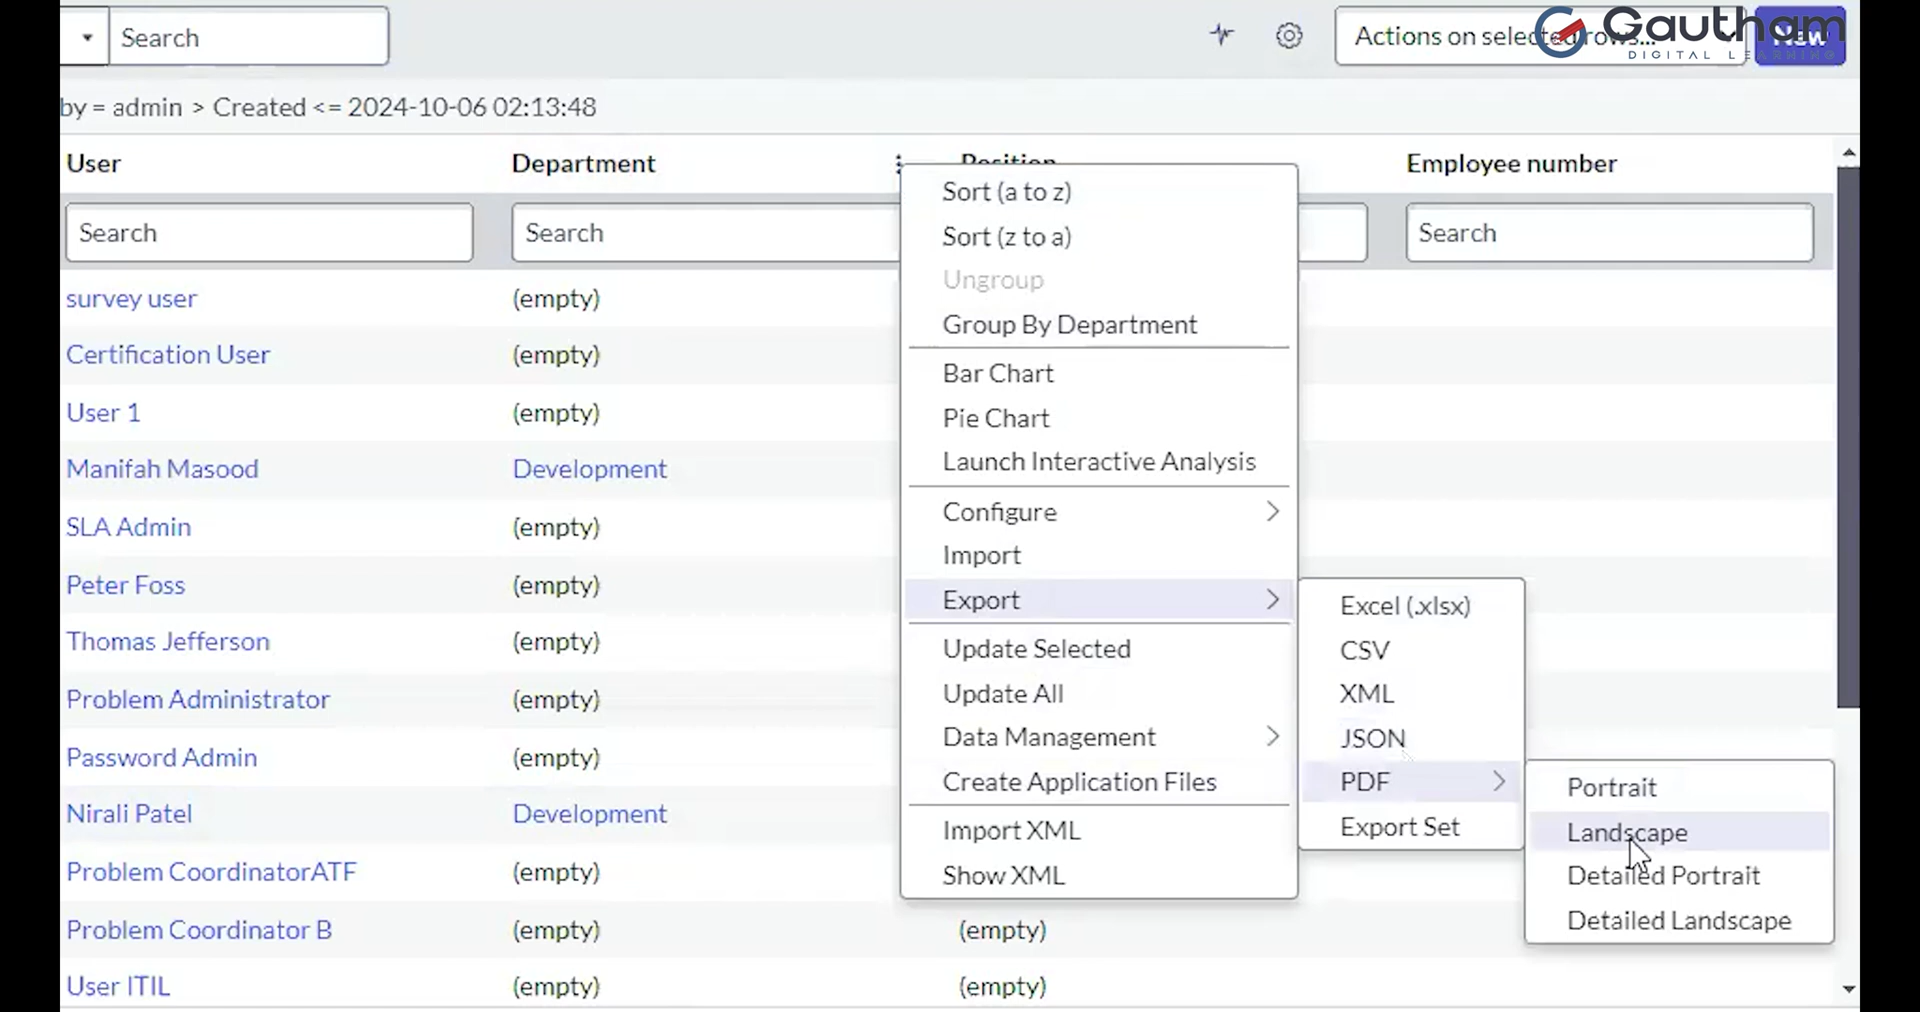 Search
Actions on selected rows...
New
Gautham
DIGITAL LEARNING
by = admin > Created <= 2024-10-06 02:13:48
User Department Position Employee number
Search Search Search
survey user (empty)
Certification User (empty)
User 1 (empty)
Manifah Masood Development
SLA Admin (empty)
Peter Foss (empty)
Thomas Jefferson (empty)
Problem Administrator (empty)
Password Admin (empty)
Nirali Patel Development
Problem CoordinatorATF (empty)
Problem Coordinator B (empty) (empty)
User ITIL (empty) (empty)
Sort (a to z)
Sort (z to a)
Ungroup
Group By Department
Bar Chart
Pie Chart
Launch Interactive Analysis
Configure
Import
Export
Update Selected
Update All
Data Management
Create Application Files
Import XML
Show XML
Excel (.xlsx)
CSV
XML
JSON
PDF
Export Set
Portrait
Landscape
Detailed Portrait
Detailed Landscape